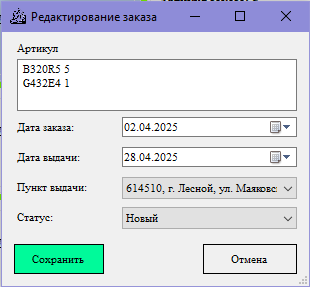 Редактирование заказа
Артикул
B320R5 5
G432E4 1
Дата заказа:
02.04.2025
Дата выдачи:
28.04.2025
Пункт выдачи:
614510, г. Лесной, ул. Маяковс
Статус:
Новый
Сохранить
Отмена